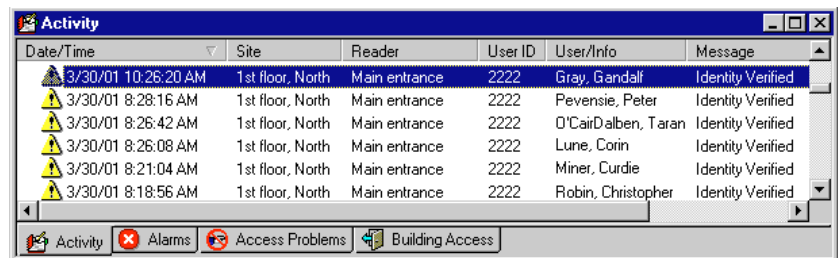 Activity
Date/Time Site Reader User ID User/Info Message
3/30/01 10:26:20 AM 1st floor, North Main entrance 2222 Gray, Gandalf Identity Verified
3/30/01 8:28:16 AM 1st floor, North Main entrance 2222 Pevensie, Peter Identity Verified
3/30/01 8:26:42 AM 1st floor, North Main entrance 2222 O'CairDalben, Taran Identity Verified
3/30/01 8:26:08 AM 1st floor, North Main entrance 2222 Lune, Corin Identity Verified
3/30/01 8:21:04 AM 1st floor, North Main entrance 2222 Miner, Curdie Identity Verified
3/30/01 8:18:56 AM 1st floor, North Main entrance 2222 Robin, Christopher Identity Verified
Activity Alarms Access Problems Building Access